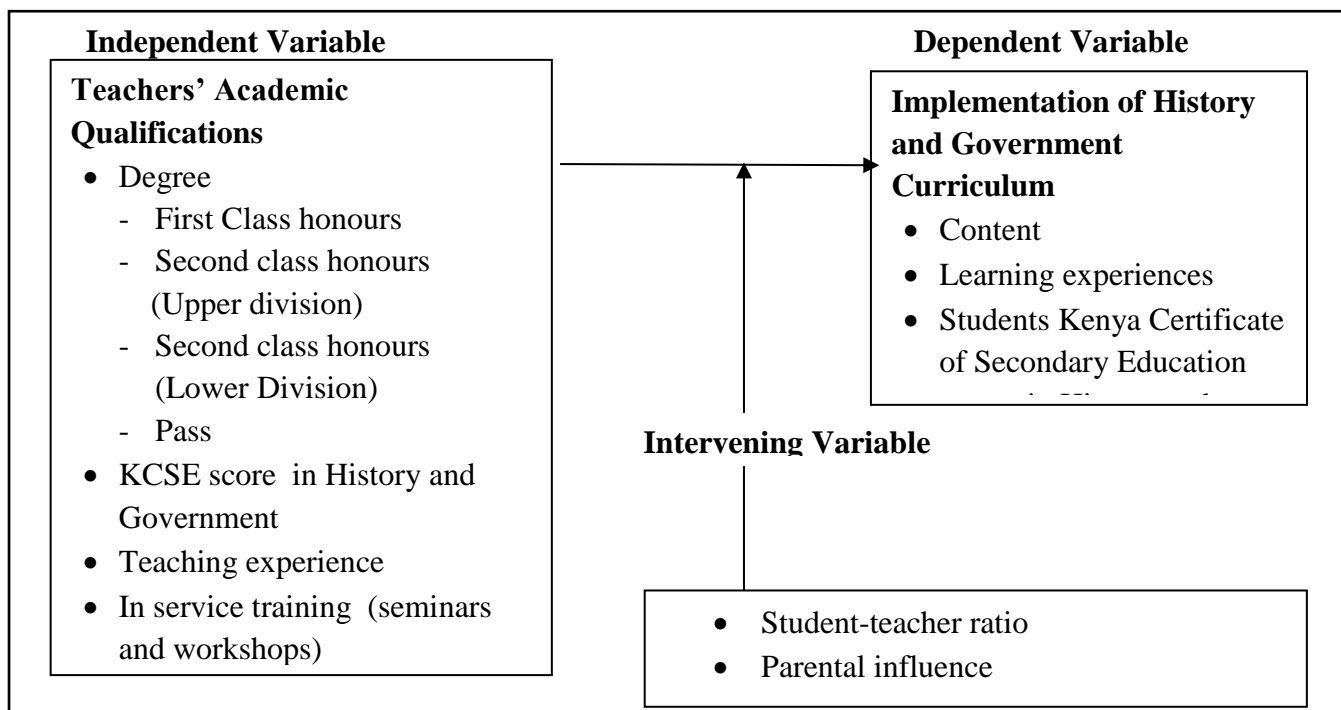 Independent Variable
Teachers' Academic
Qualifications
• Degree
- First Class honours
- Second class honours
(Upper division)
- Second class honours
(Lower Division)
- Pass
• KCSE score in History and
Government
• Teaching experience
• In service training (seminars
and workshops)
Dependent Variable
Implementation of History
and Government
Curriculum
• Content
• Learning experiences
• Students Kenya Certificate
of Secondary Education
Intervening Variable
• Student-teacher ratio
• Parental influence